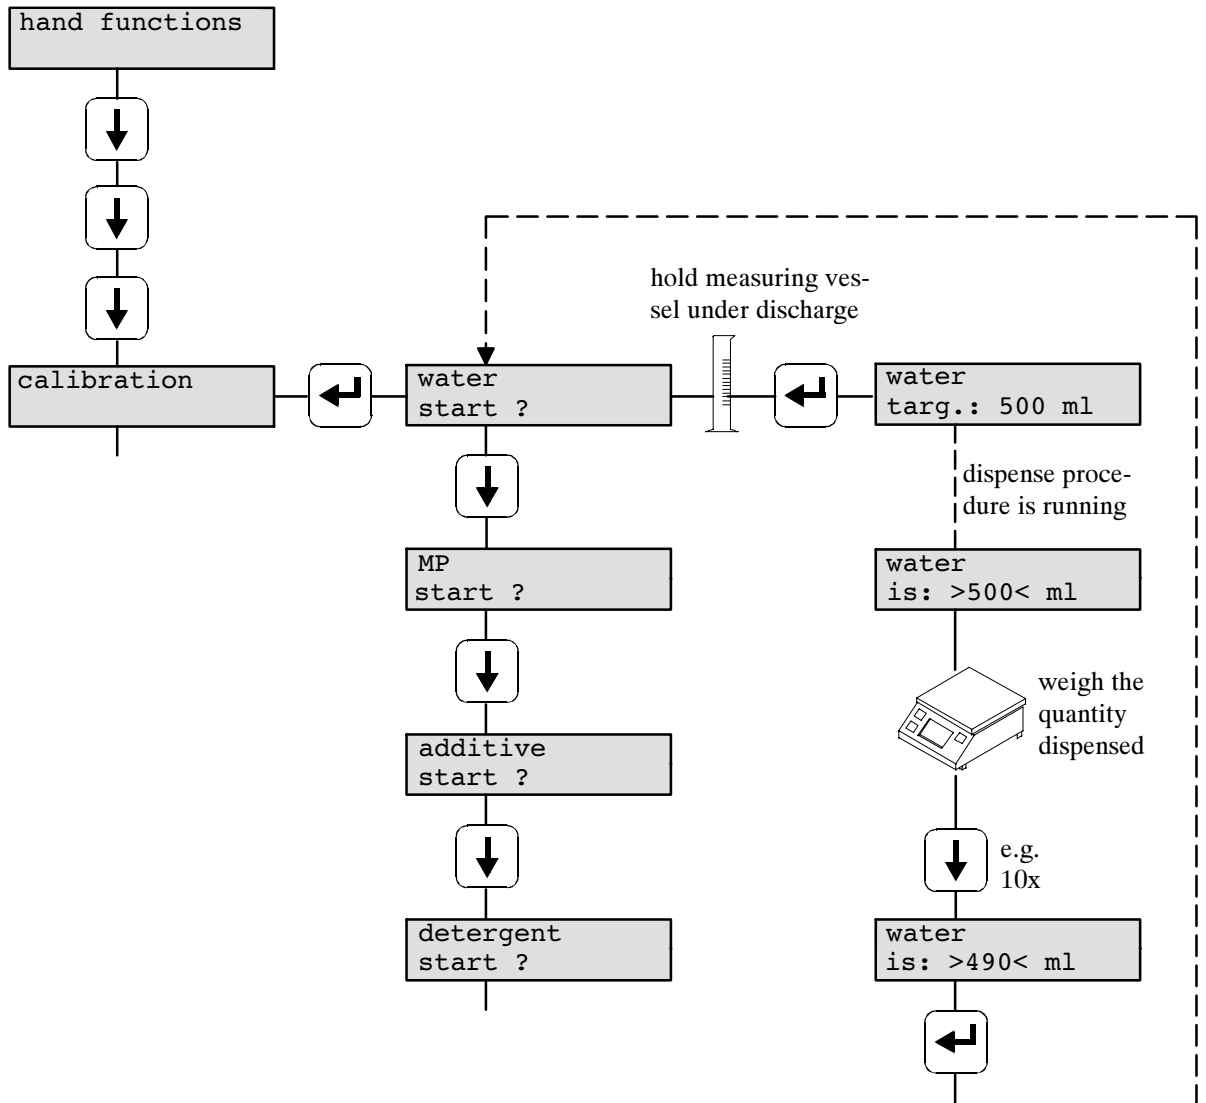 hand functions
calibration
water
start ?
MP
start ?
additive
start ?
detergent
start ?
hold measuring ves-
sel under discharge
water
targ.: 500 ml
dispense proce-
dure is running
water
is: >500< ml
weigh the
quantity
dispensed
e.g.
10x
water
is: >490< ml